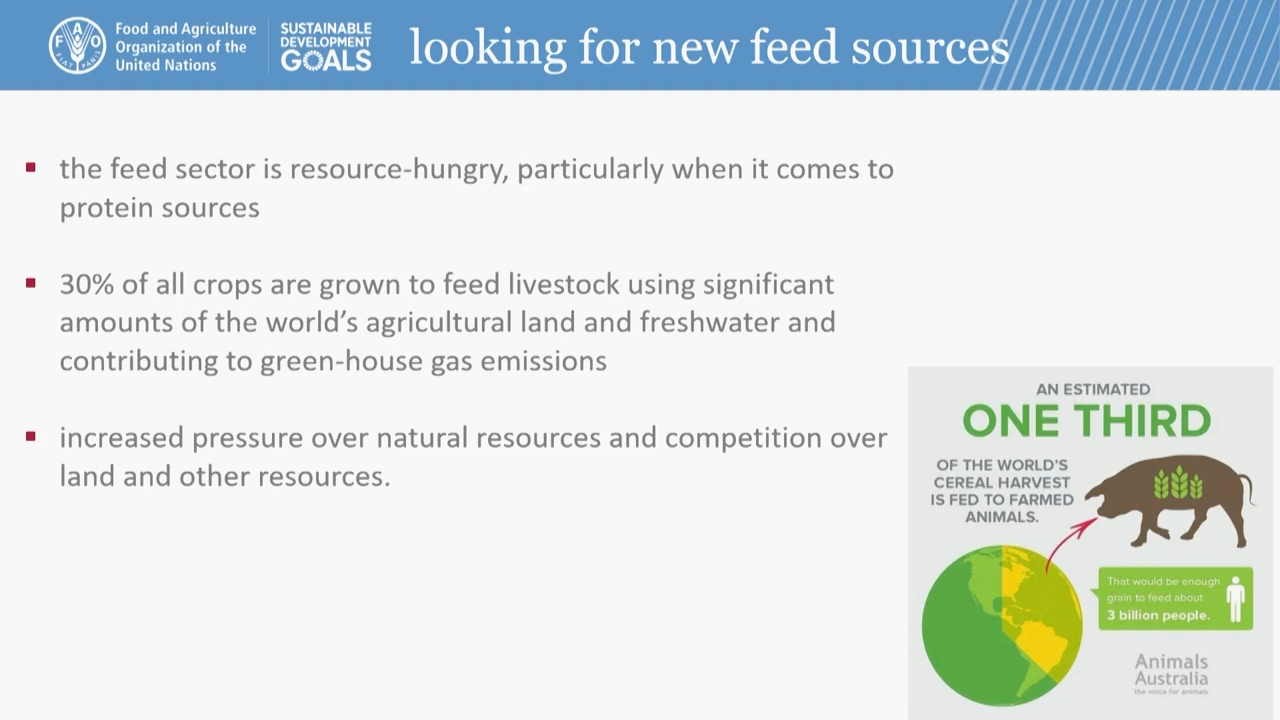 FAO
FIAT PANIS
Food and Agriculture
Organization of the
United Nations
SUSTAINABLE
DEVELOPMENT
GOALS
looking for new feed sources
the feed sector is resource-hungry, particularly when it comes to
protein sources
30% of all crops are grown to feed livestock using significant
amounts of the world’s agricultural land and freshwater and
contributing to green-house gas emissions
increased pressure over natural resources and competition over
land and other resources.
AN ESTIMATED
ONE THIRD
OF THE WORLD'S
CEREAL HARVEST
IS FED TO FARMED
ANIMALS.
That would be enough
grain to feed about
3 billion people.
Animals
Australia
the voice for animals